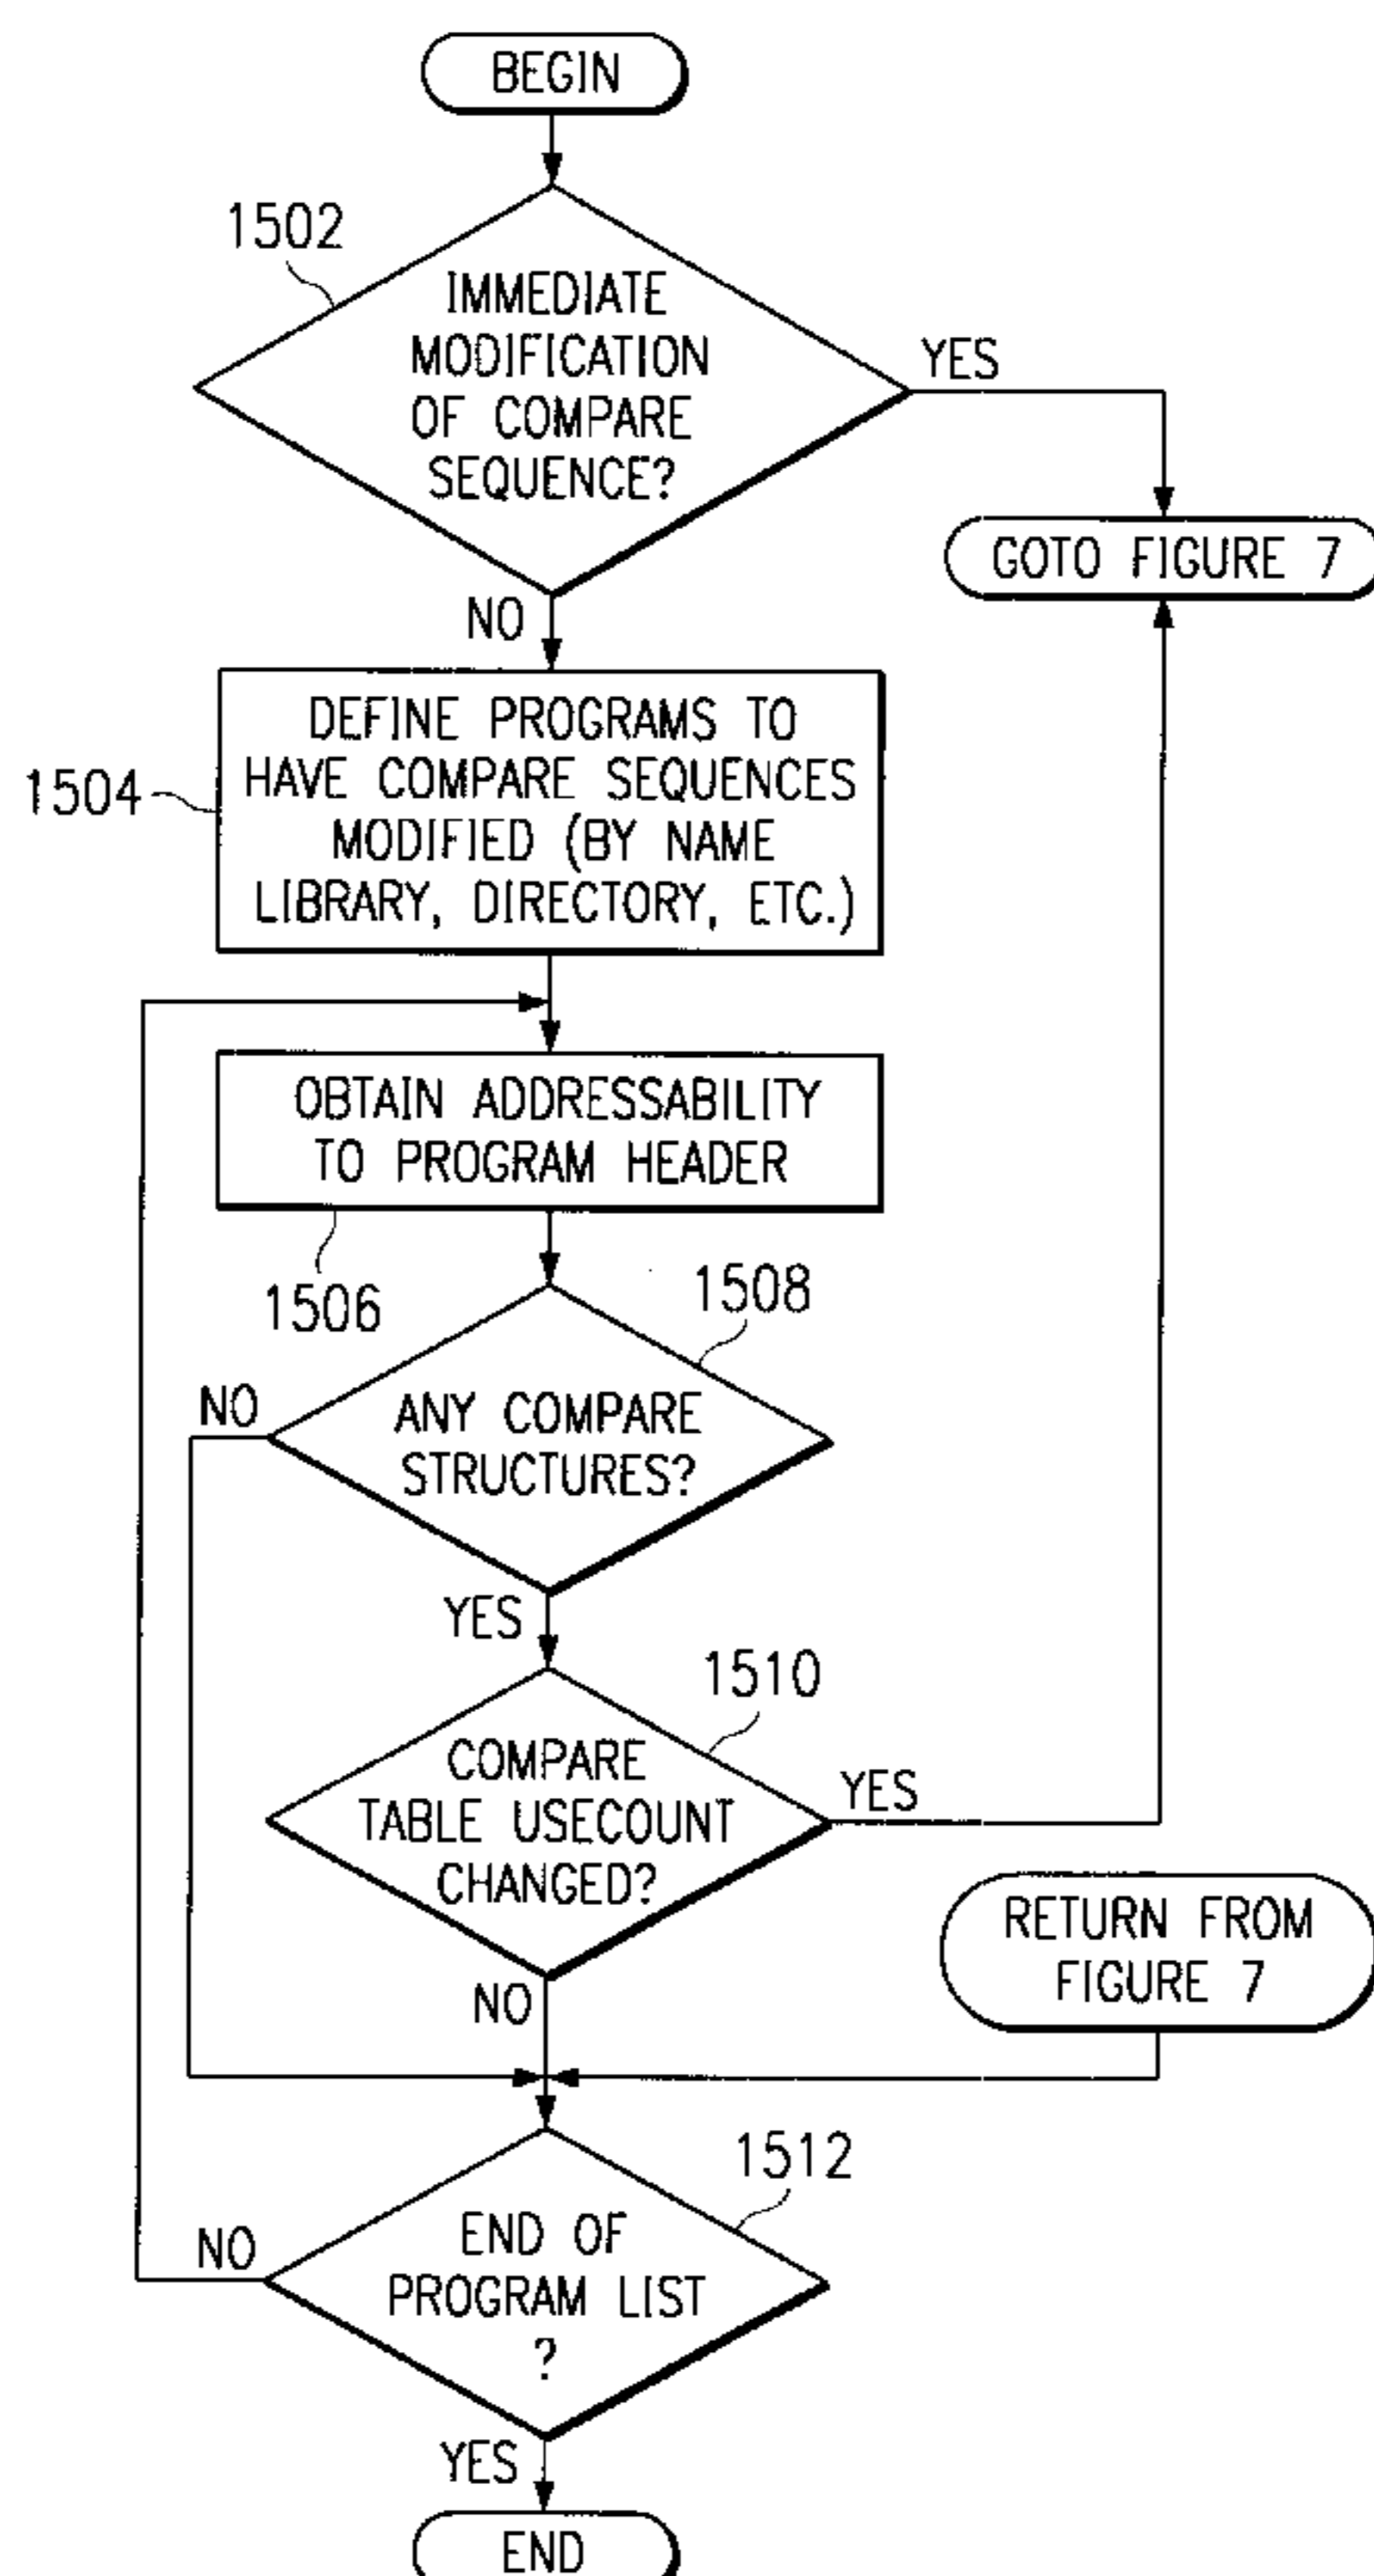 BEGIN
1502
IMMEDIATE
MODIFICATION
OF COMPARE
SEQUENCE?
YES
GOTO FIGURE 7
NO
1504
DEFINE PROGRAMS TO
HAVE COMPARE SEQUENCES
MODIFIED (BY NAME
LIBRARY, DIRECTORY, ETC.)
OBTAIN ADDRESSABILITY
TO PROGRAM HEADER
1506
1508
NO
ANY COMPARE
STRUCTURES?
YES
1510
COMPARE
TABLE USECOUNT
CHANGED?
YES
NO
RETURN FROM
FIGURE 7
1512
NO
END OF
PROGRAM LIST
?
YES
END